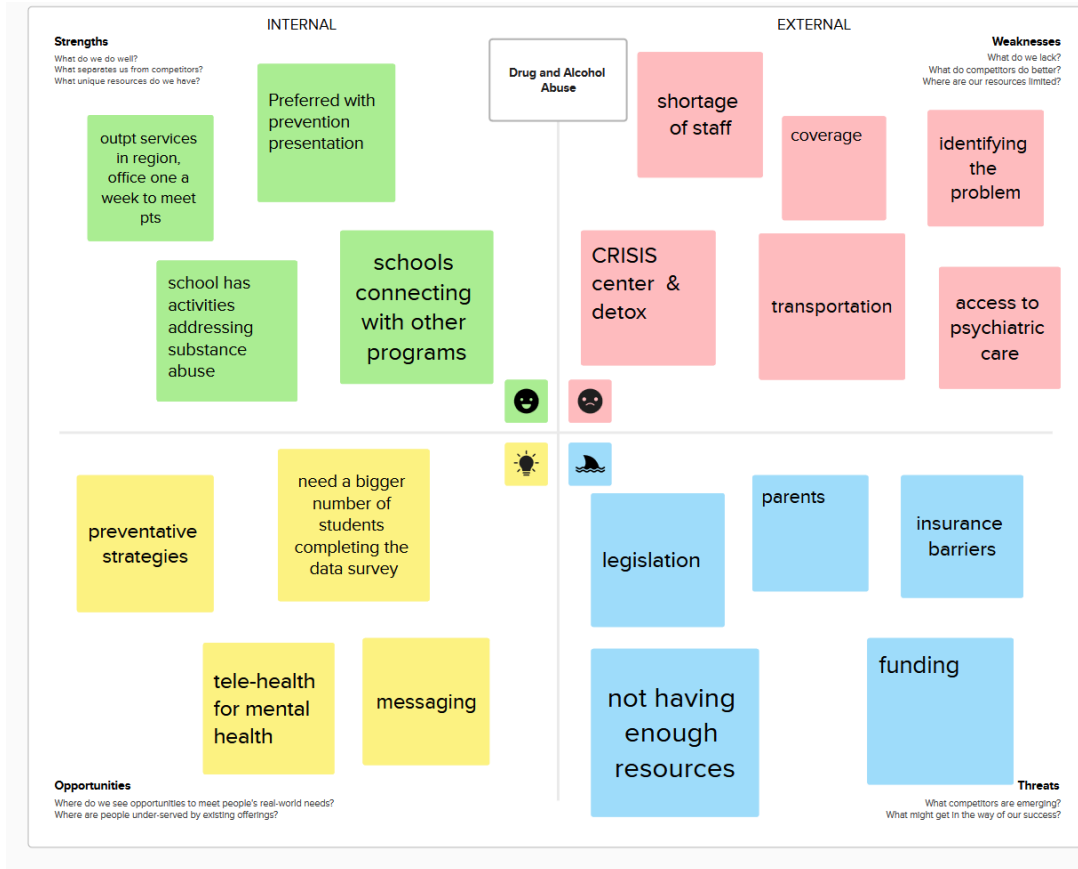 INTERNAL
EXTERNAL
Strengths
What do we do well?
What separates us from competitors?
What unique resources do we have?
Drug and Alcohol
Abuse
Weaknesses
What do we lack?
What do competitors do better?
Where are our resources limited?
outpt services
in region,
office one a
week to meet
pts
Preferred with
prevention
presentation
school has
activities
addressing
substance
abuse
schools
connecting
with other
programs
shortage
of staff
coverage
identifying
the
problem
CRISIS
center & 
detox
transportation
access to
psychiatric
care
preventative
strategies
need a bigger
number of
students
completing the
data survey
tele-health
for mental
health
messaging
Opportunities
Where do we see opportunities to meet people's real-world needs?
Where are people under-served by existing offerings?
legislation
parents
insurance
barriers
not having
enough
resources
funding
Threats
What competitors are emerging?
What might get in the way of our success?